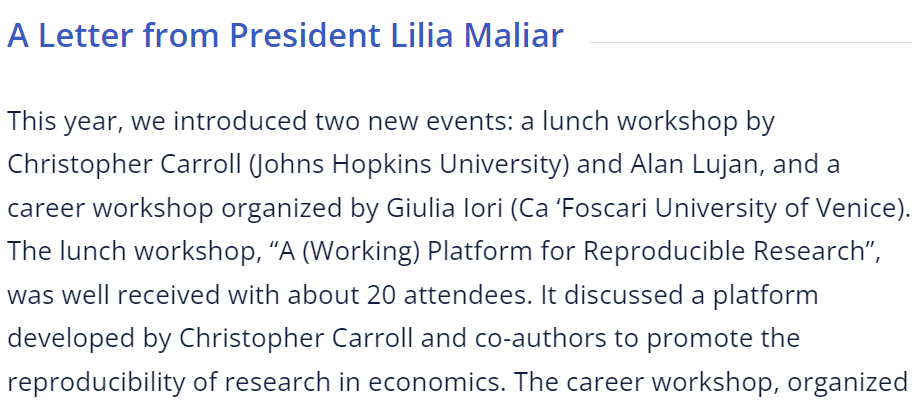 A Letter from President Lilia Maliar
This year, we introduced two new events: a lunch workshop by
Christopher Carroll (Johns Hopkins University) and Alan Lujan, and a
career workshop organized by Giulia Iori (Ca ‘Foscari University of Venice).
The lunch workshop, “A (Working) Platform for Reproducible Research”,
was well received with about 20 attendees. It discussed a platform
developed by Christopher Carroll and co-authors to promote the
reproducibility of research in economics. The career workshop, organized